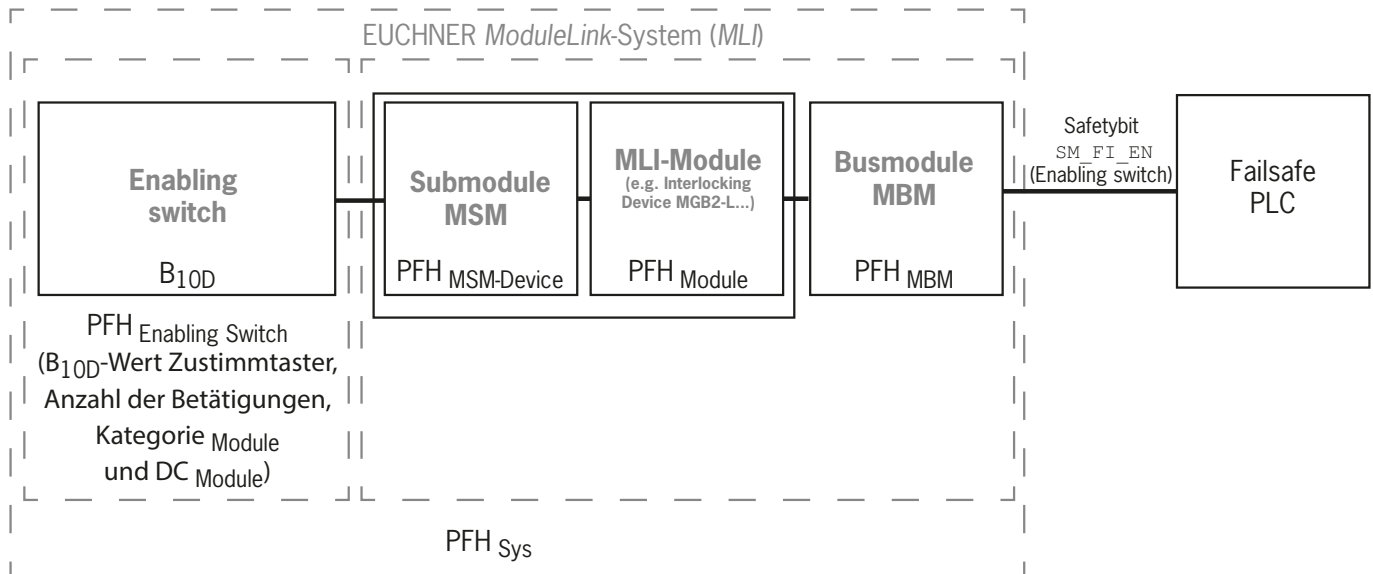 EUCHNER ModuleLink-System (MLI)
Enabling
switch
B10D
PFH Enabling Switch
(B10D-Wert Zustimmtaster,
Anzahl der Betätigungen,
Kategorie Module
und DC Module)
Submodule
MSM
PFH MSM-Device
MLI-Module
(e.g. Interlocking
Device MGB2-L...)
PFH Module
Busmodule
MBM
PFH MBM
Safetybit
SM_FI_EN
(Enabling switch)
Failsafe
PLC
PFH Sys